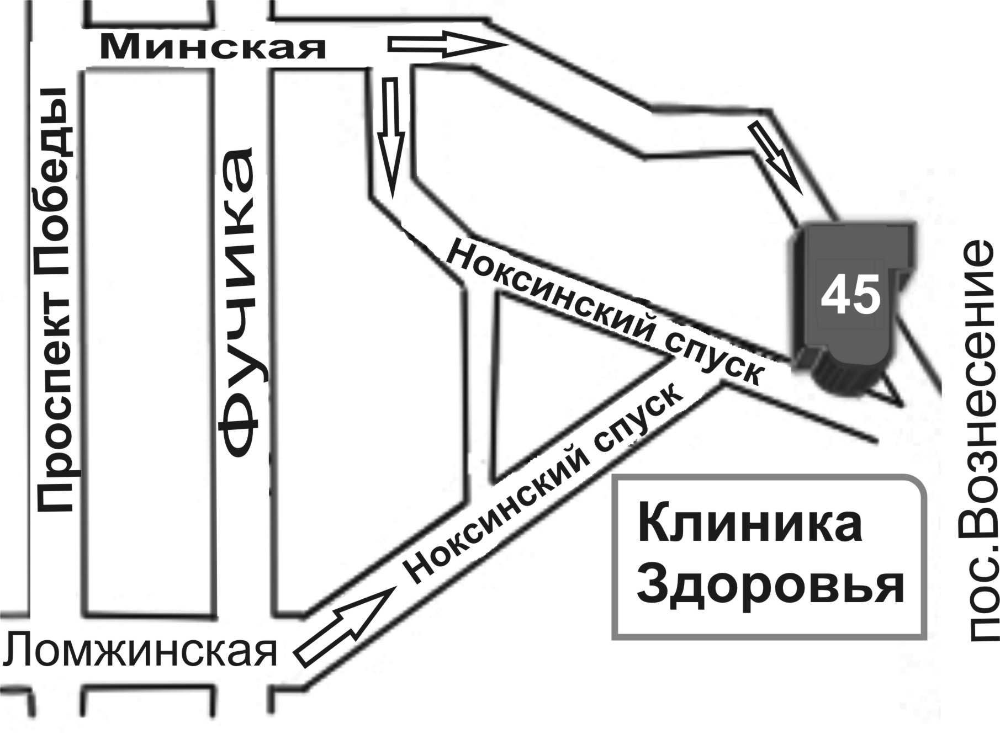 Минская
Проспект Победы
Фучика
Ноксинский спуск
45
Ноксинский спуск
пос.Вознесение
Клиника
Здоровья
Ломжинская